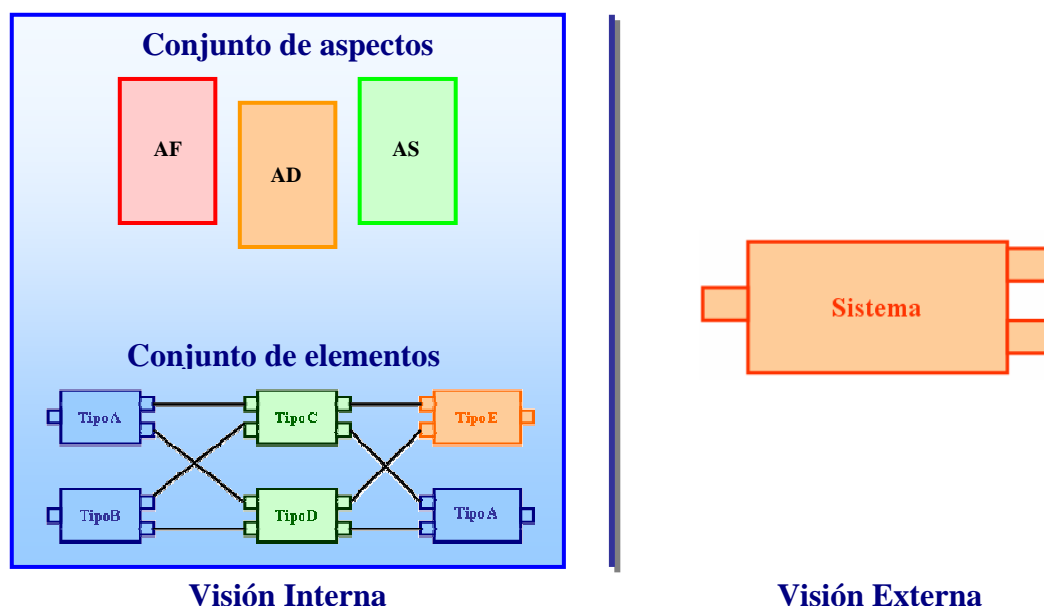 Conjunto de aspectos
AF
AD
AS
Conjunto de elementos
TipoA
TipoC
TipoE
TipoB
TipoD
TipoA
Visión Interna
Sistema
Visión Externa